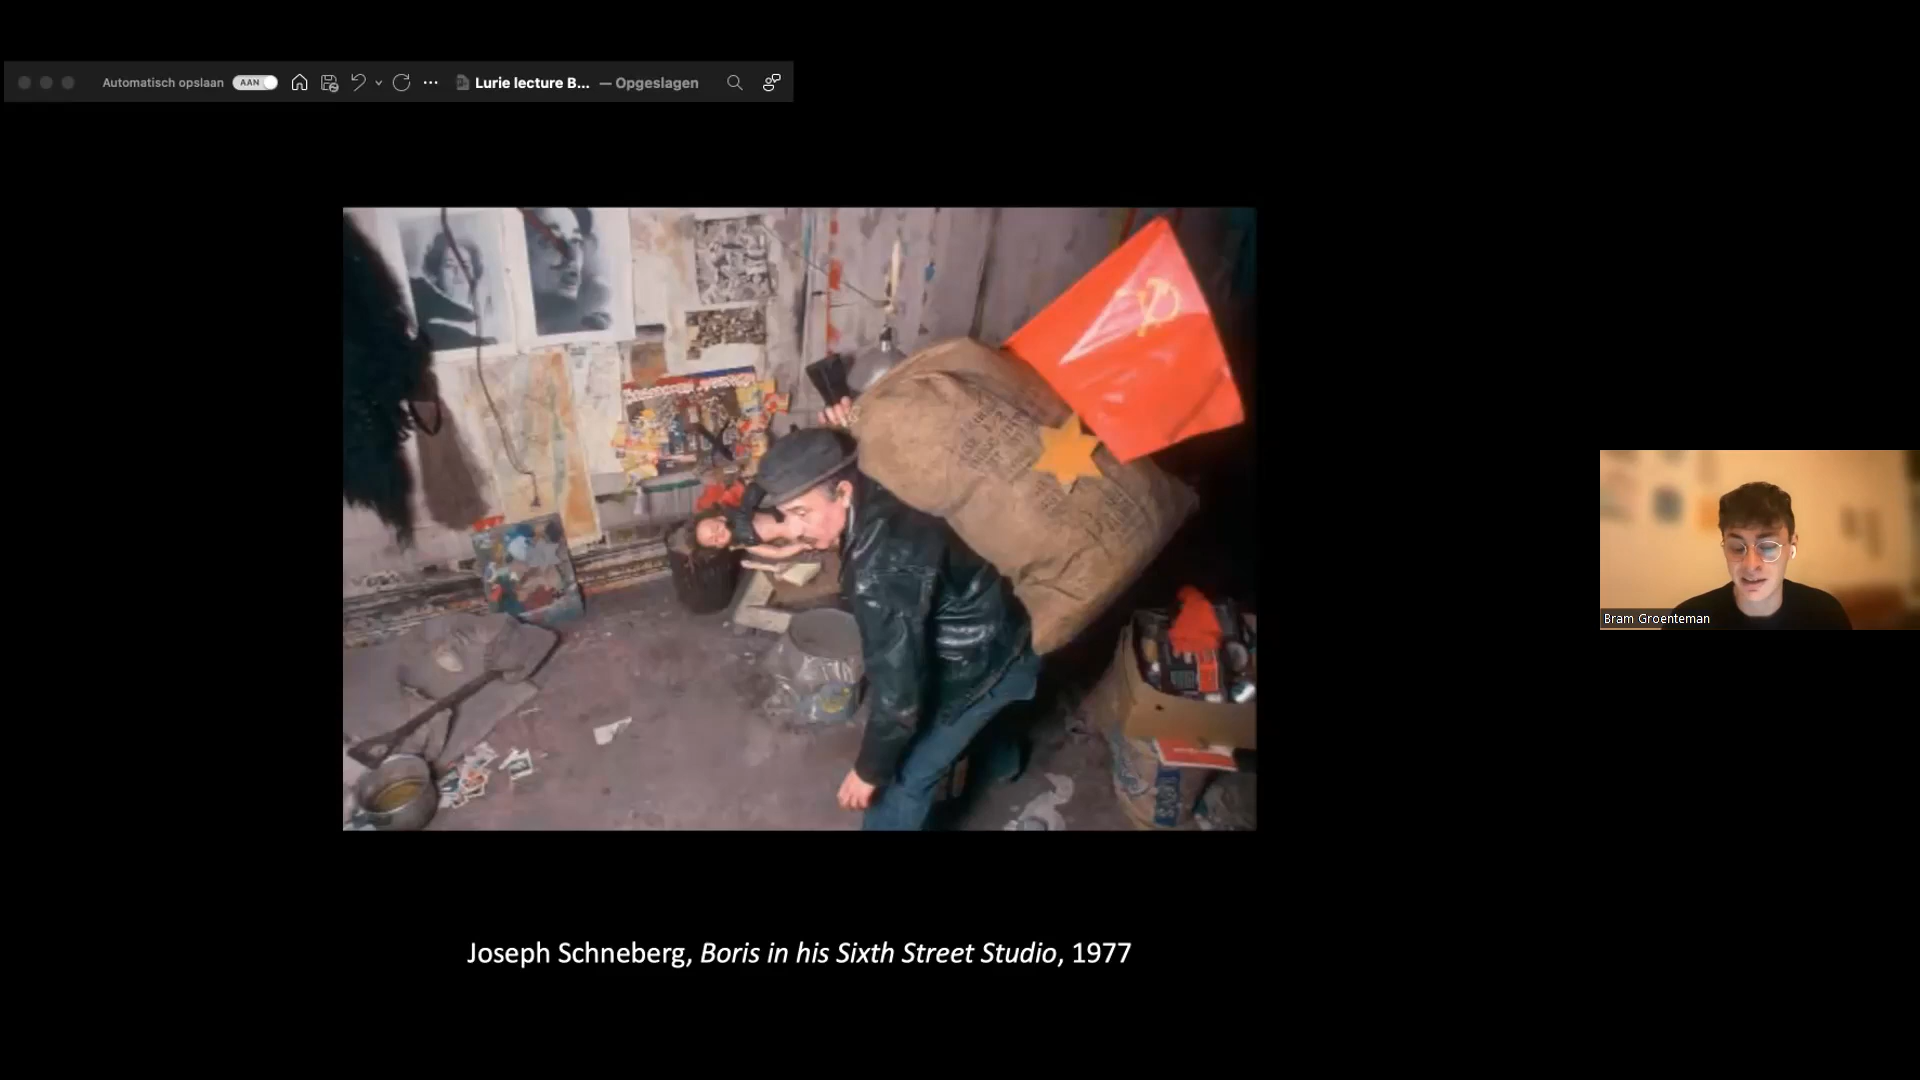 Automatisch opslaan AAN Lurie lecture B... — Opgeslagen
Bram Groenteman
Joseph Schneberg, Boris in his Sixth Street Studio, 1977